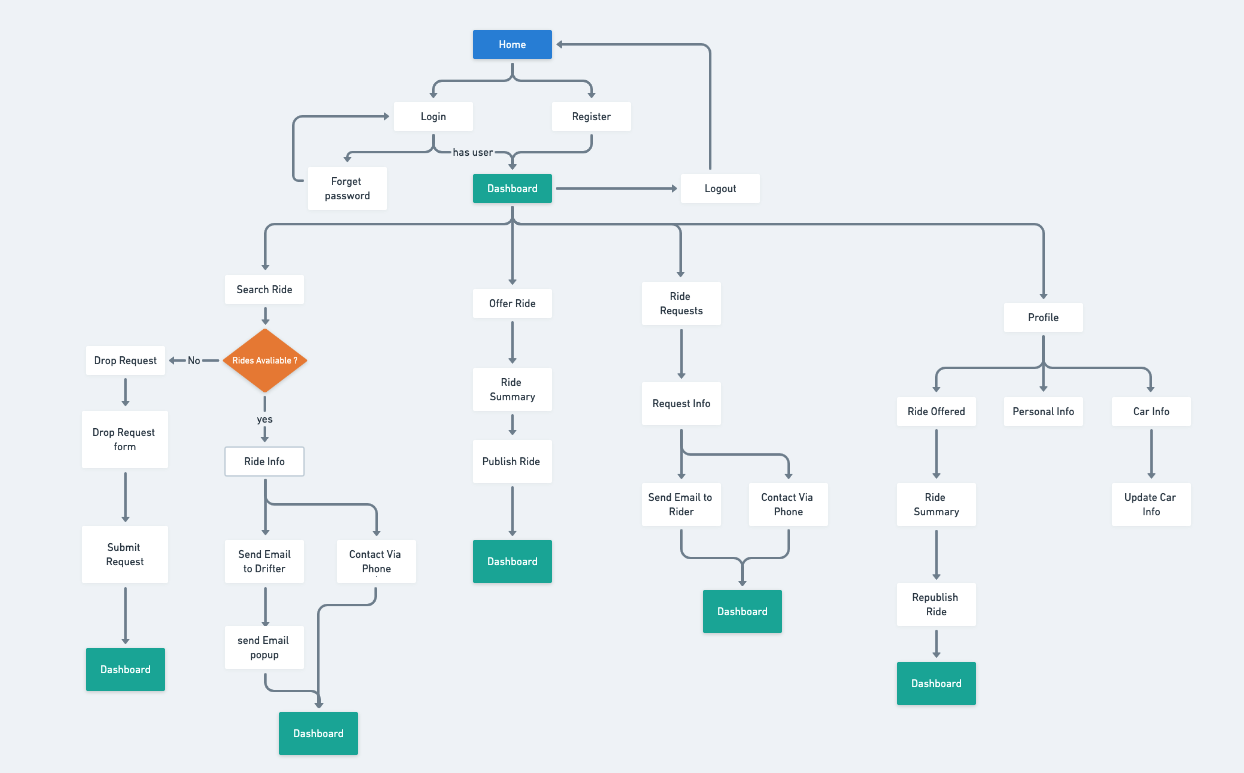 Home
Login
Register
has user
Forget
password
Dashboard
Logout
Search Ride
Offer Ride
Ride
Requests
Profile
Rides Avaliable ?
No
Drop Request
yes
Drop Request
form
Ride Info
Submit
Request
Send Email
to Drifter
Contact Via
Phone
send Email
popup
Dashboard
Dashboard
Ride
Summary
Publish Ride
Dashboard
Request Info
Send Email to
Rider
Contact Via
Phone
Dashboard
Ride Offered
Personal Info
Car Info
Ride
Summary
Update Car
Info
Republish
Ride
Dashboard